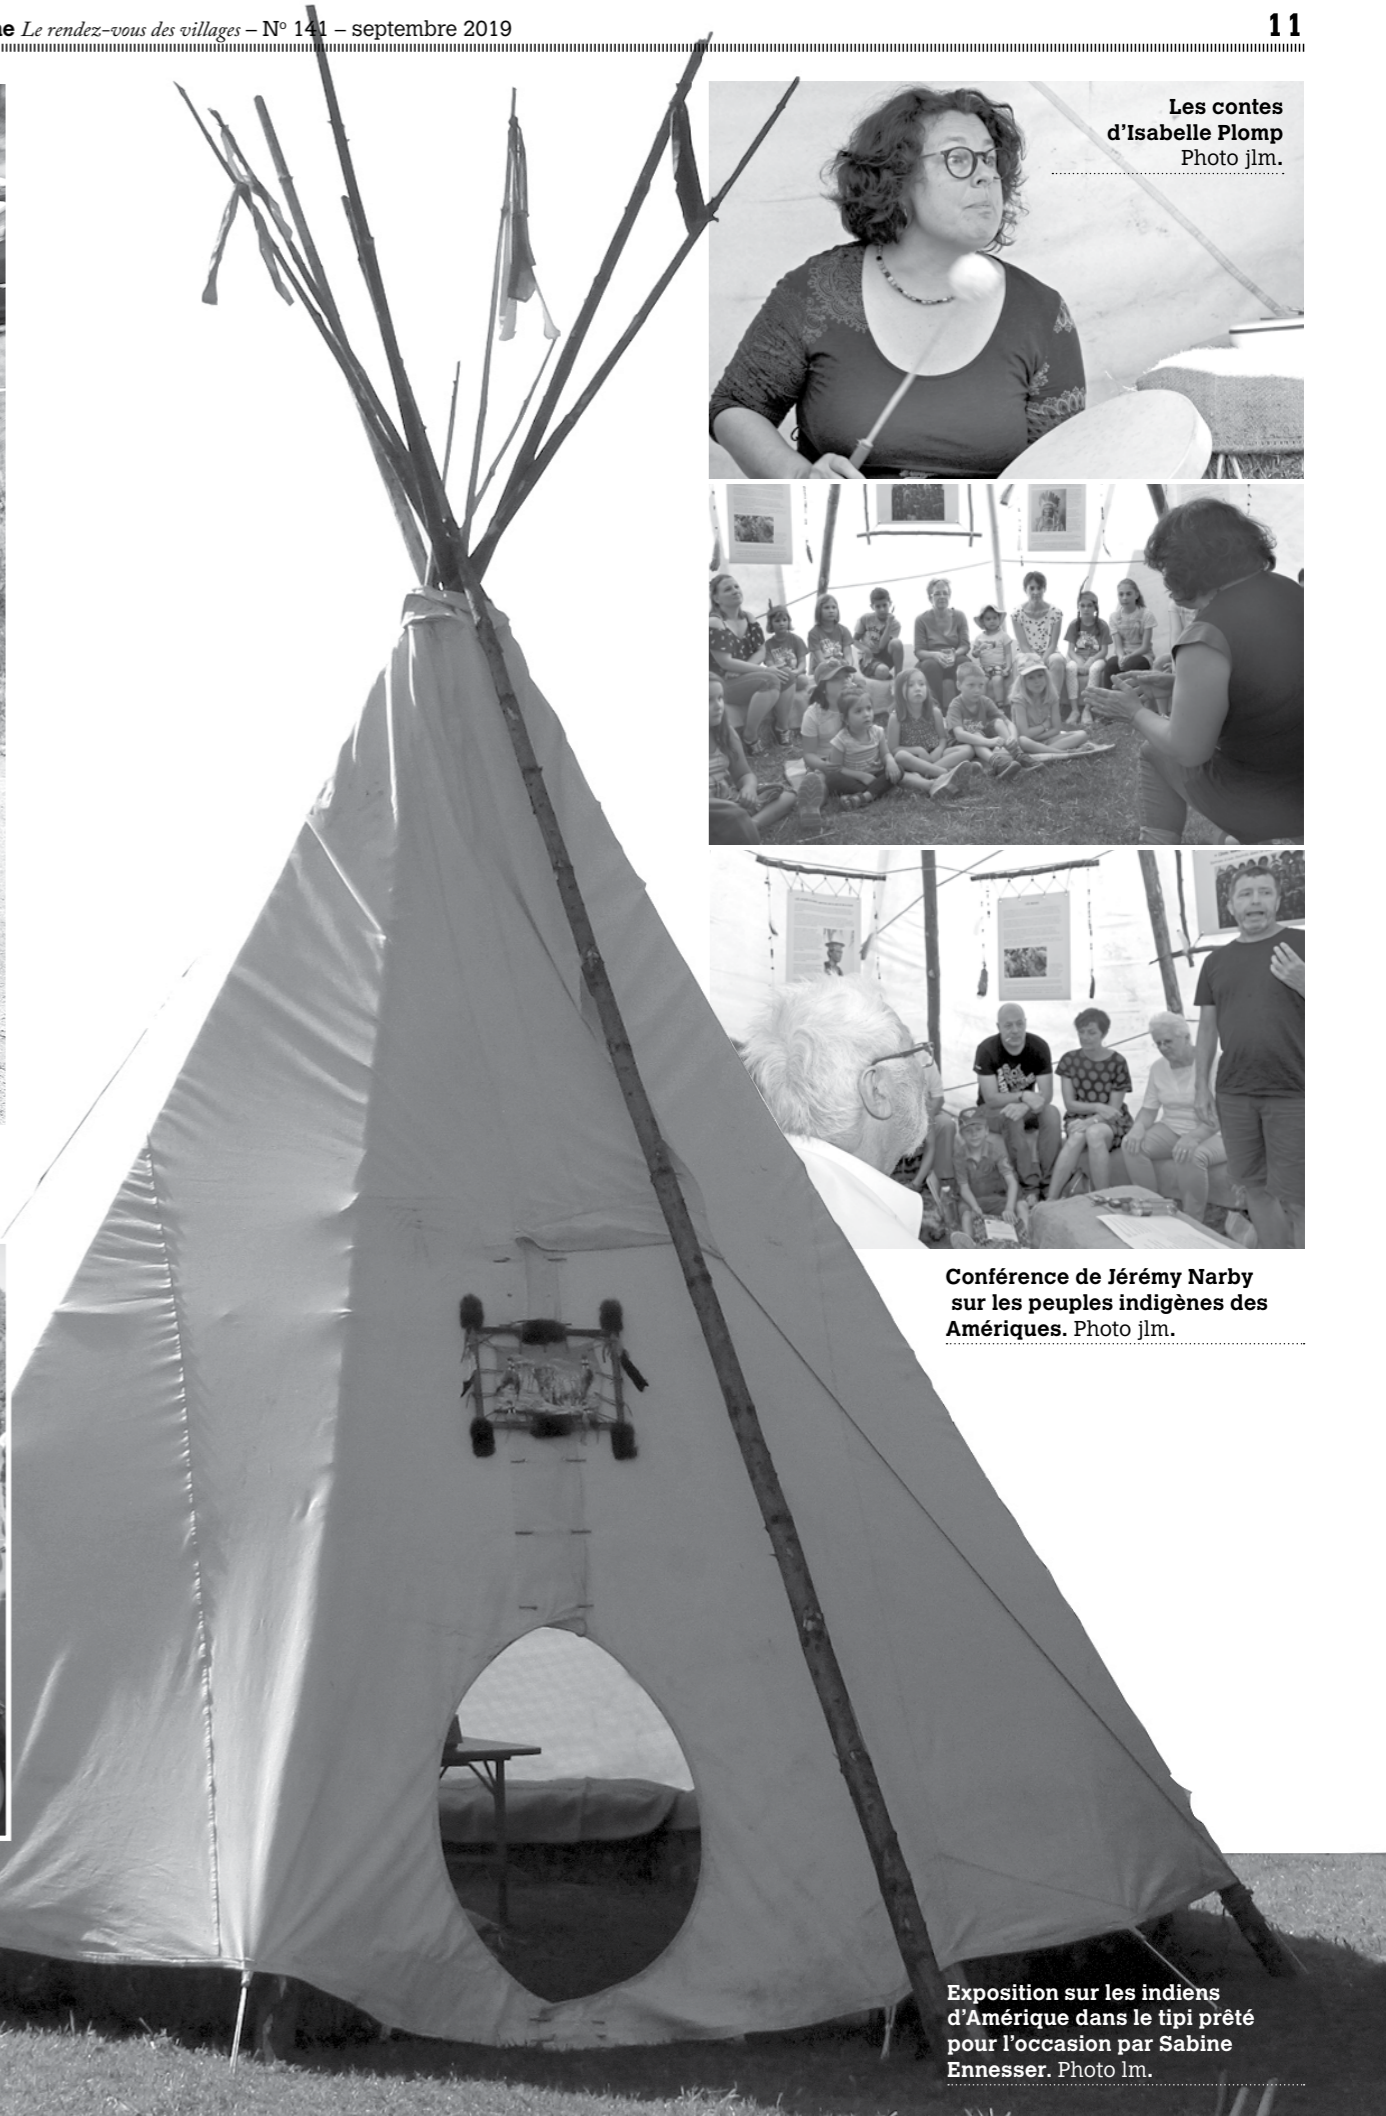 Le rendez-vous des villages – Nº 141 – septembre 2019
11
Les contes
d’Isabelle Plomp
Photo jlm.
Conférence de Jérémy Narby
sur les peuples indigènes des
Amériques. Photo jlm.
Exposition sur les indiens
d’Amérique dans le tipi prêté
pour l’occasion par Sabine
Ennesser. Photo lm.